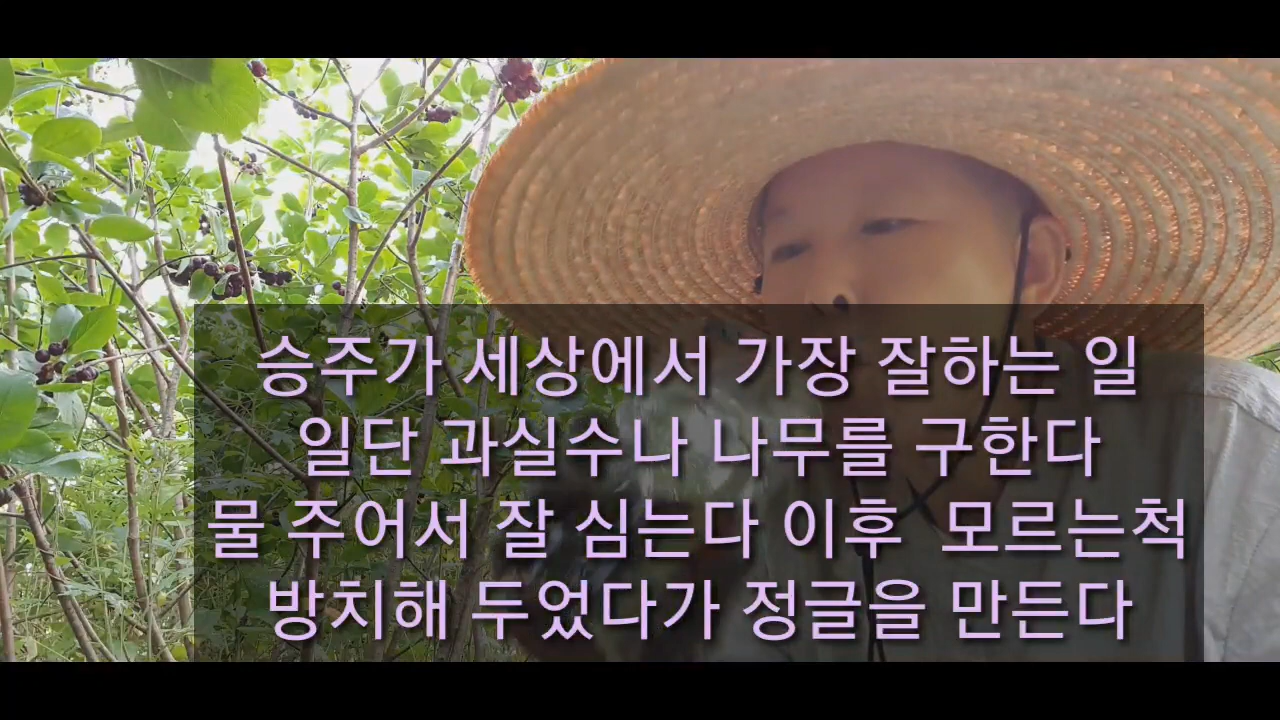 승주가 세상에서 가장 잘하는 일
일단 과실수나 나무를 구한다
물 주어서 잘 심는다 이후  모르는척
방치해 두었다가 정글을 만든다